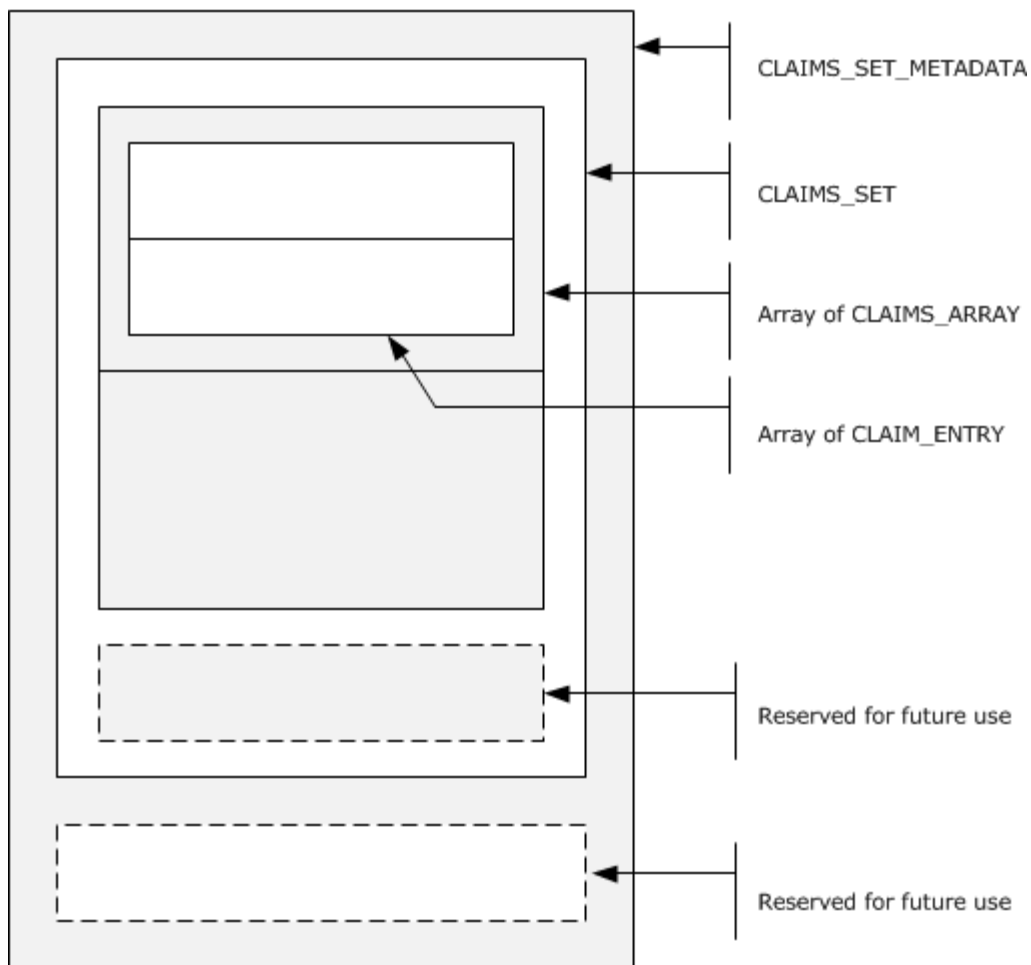 CLAIMS_SET_METADATA
CLAIMS_SET
Array of CLAIMS_ARRAY
Array of CLAIM_ENTRY
Reserved for future use
Reserved for future use